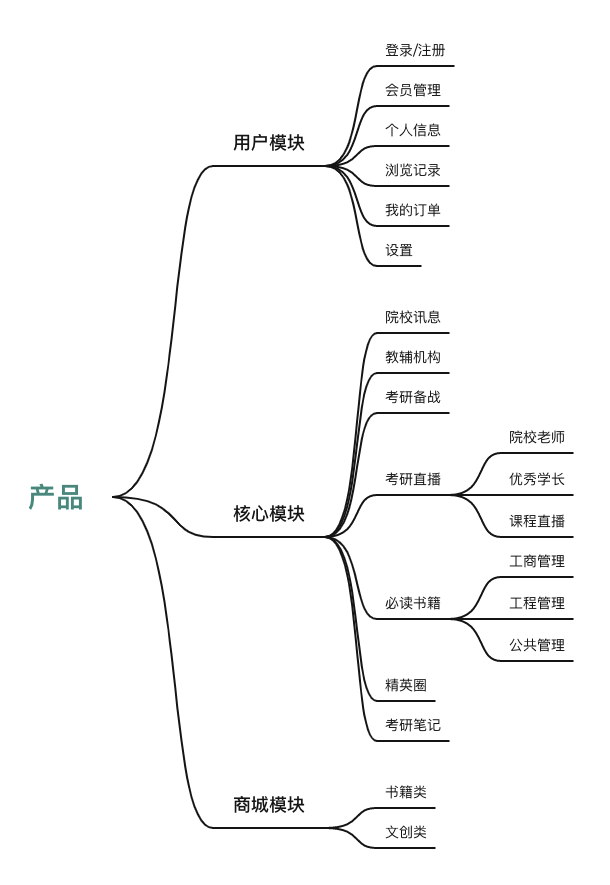 产品
用户模块
登录/注册
会员管理
个人信息
浏览记录
我的订单
设置
核心模块
院校讯息
教辅机构
考研备战
考研直播
院校老师
优秀学长
课程直播
必读书籍
工商管理
工程管理
公共管理
精英圈
考研笔记
商城模块
书籍类
文创类